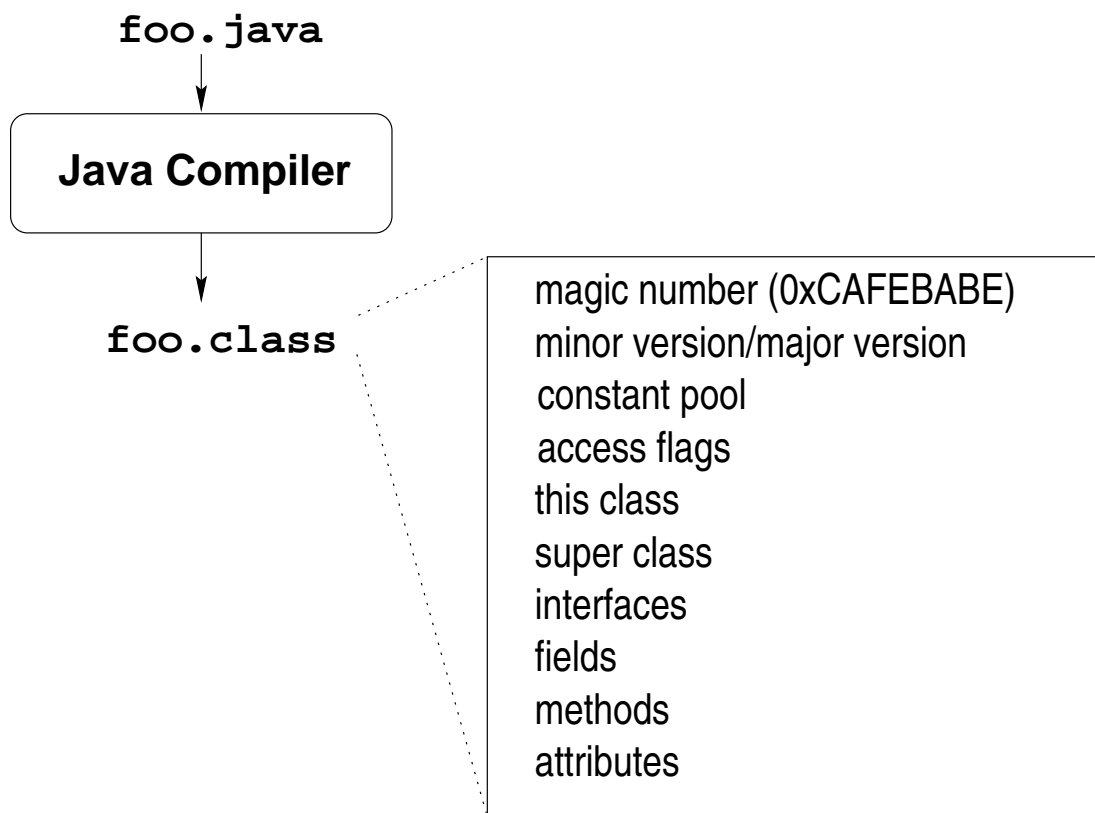 foo.java
Java Compiler
foo.class
magic number (0xCAFEBABE)
minor version/major version
constant pool
access flags
this class
super class
interfaces
fields
methods
attributes